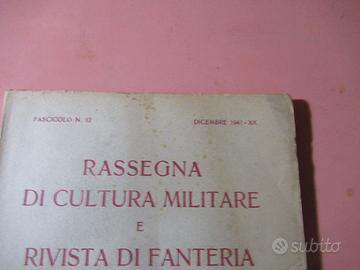 FASCICOLO N. 12
DICEMBRE 1941 - XX
RASSEGNA
DI CULTURA MILITARE
E
RIVISTA DI FANTERIA
subito